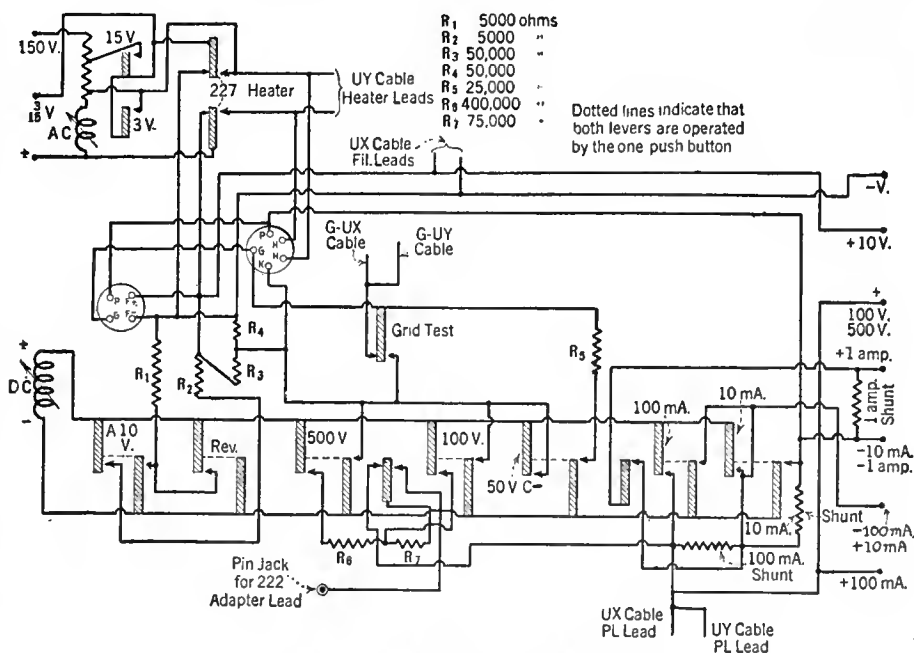 150 V.
15 V
3/15 V
AC
3 V.
227 Heater
UY Cable
Heater Leads
R1 5000 ohms
R2 5000 "
R3 50,000 "
R4 50,000
R5 25,000 "
R6 400,000 "
R7 75,000 "
Dotted lines indicate that
both levers are operated
by the one push button
UX Cable
Fil. Leads
+
-V.
+10 V.
G-UX
Cable
G-UY
Cable
P
H
G
H
K
P
F+
G
F-
Grid Test
+
100 V.
500 V.
+1 amp.
1 amp.
Shunt
-10 mA.
-1 amp.
R4
R1
R2
R3
R5
+
DC
-
A 10
V.
Rev.
500 V
100 V.
50 V C-
100 mA.
10 mA.
10 mA.
Shunt
-100 mA
+10 mA
R6
R7
100 mA.
Shunt
+100 mA.
Pin Jack
for 222
Adapter Lead
UX Cable
PL Lead
UY Cable
PL Lead